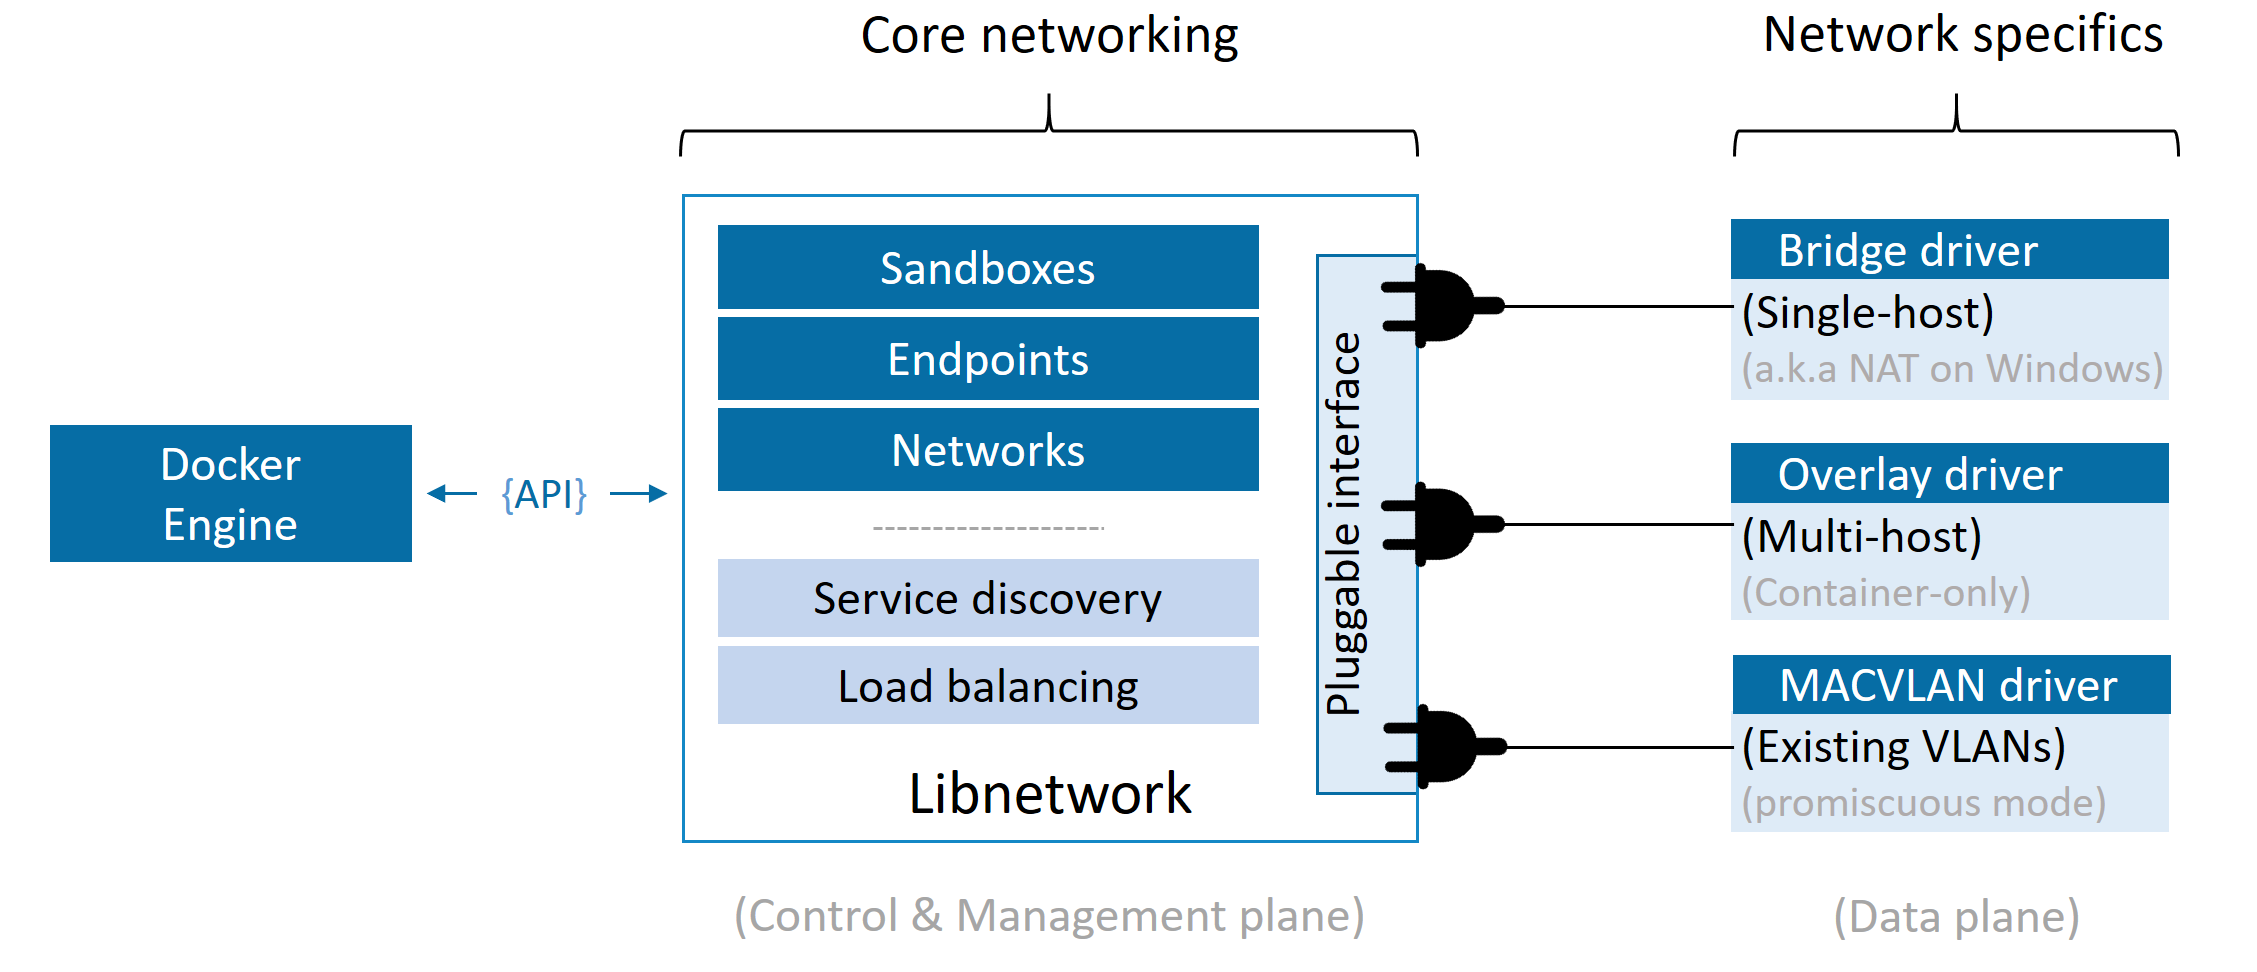 Core networking
Network specifics
Docker
Engine
{API}
Sandboxes
Endpoints
Networks
Service discovery
Load balancing
Libnetwork
Pluggable interface
Bridge driver
(Single-host)
(a.k.a NAT on Windows)
Overlay driver
(Multi-host)
(Container-only)
MACVLAN driver
(Existing VLANs)
(promiscuous mode)
(Control & Management plane)
(Data plane)